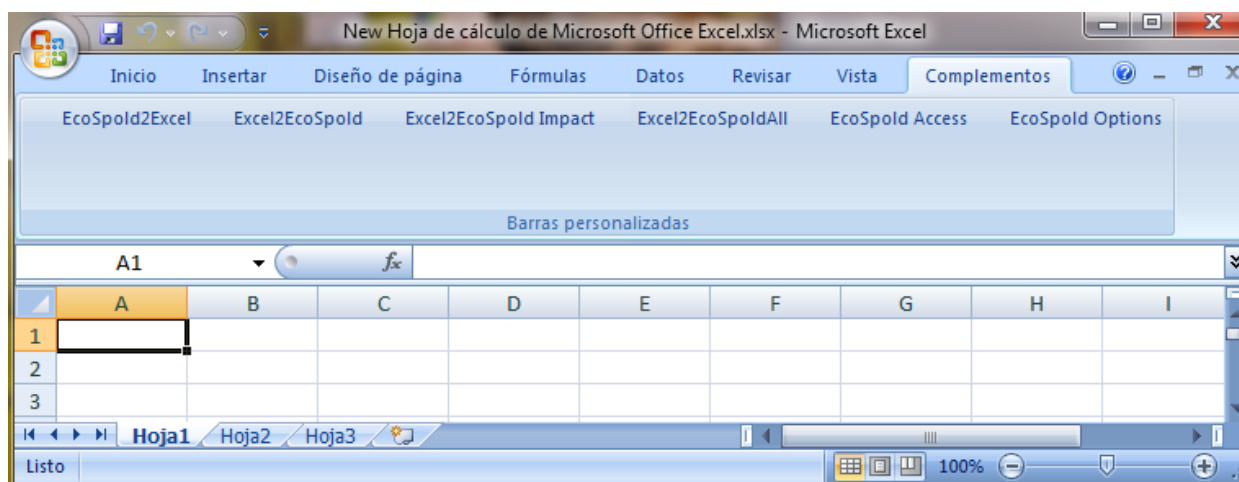 New Hoja de cálculo de Microsoft Office Excel.xlsx - Microsoft Excel
Inicio Insertar Diseño de página Fórmulas Datos Revisar Vista Complementos
EcoSpold2Excel Excel2EcoSpold Excel2EcoSpold Impact Excel2EcoSpoldAll EcoSpold Access EcoSpold Options
Barras personalizadas
A1 fx
A B C D E F G H I
1
2
3
Hoja1 Hoja2 Hoja3
Listo 100%